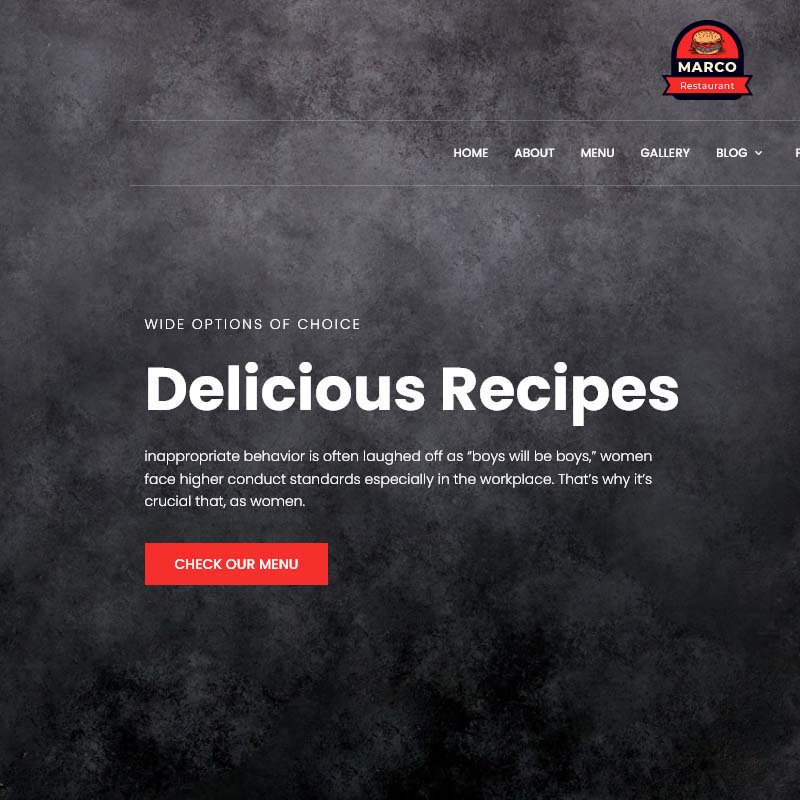 MARCO
Restaurant
HOME ABOUT MENU GALLERY BLOG
WIDE OPTIONS OF CHOICE
Delicious Recipes
inappropriate behavior is often laughed off as “boys will be boys,” women
face higher conduct standards especially in the workplace. That’s why it’s
crucial that, as women.
CHECK OUR MENU